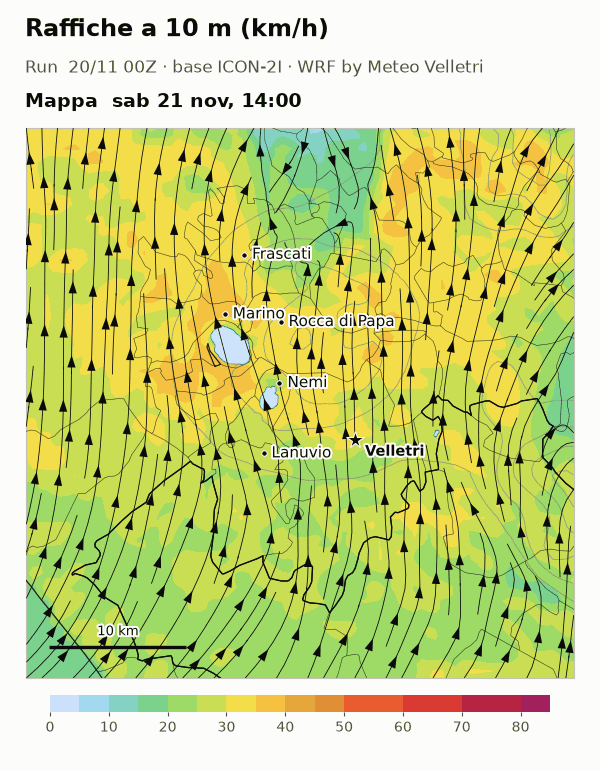 Raffiche a 10 m (km/h)
Run 20/11 00Z · base ICON-2I · WRF by Meteo Velletri
Mappa sab 21 nov, 14:00
Frascati
Marino
Rocca di Papa
Nemi
Velletri
Lanuvio
10 km
0 10 20 30 40 50 60 70 80